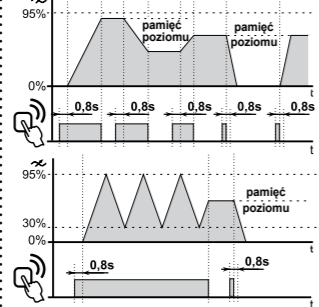 95%
pamięć
poziomu
pamięć
poziomu
0%
t
0,8s 0,8s 0,8s 0,8s 0,8s
t
95%
pamięć
poziomu
30%
0%
t
0,8s 0,8s
t